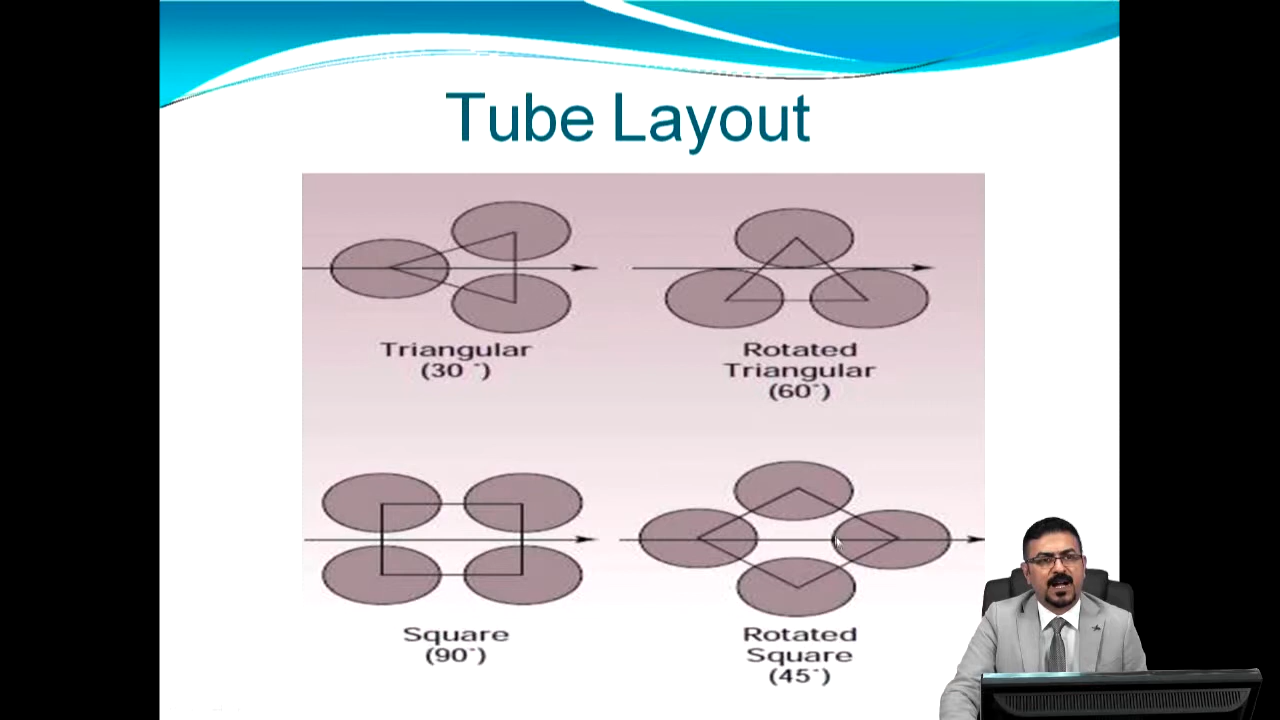 Tube Layout
Triangular
(30 ˚)
Rotated
Triangular
(60˚)
Square
(90˚)
Rotated
Square
(45˚)